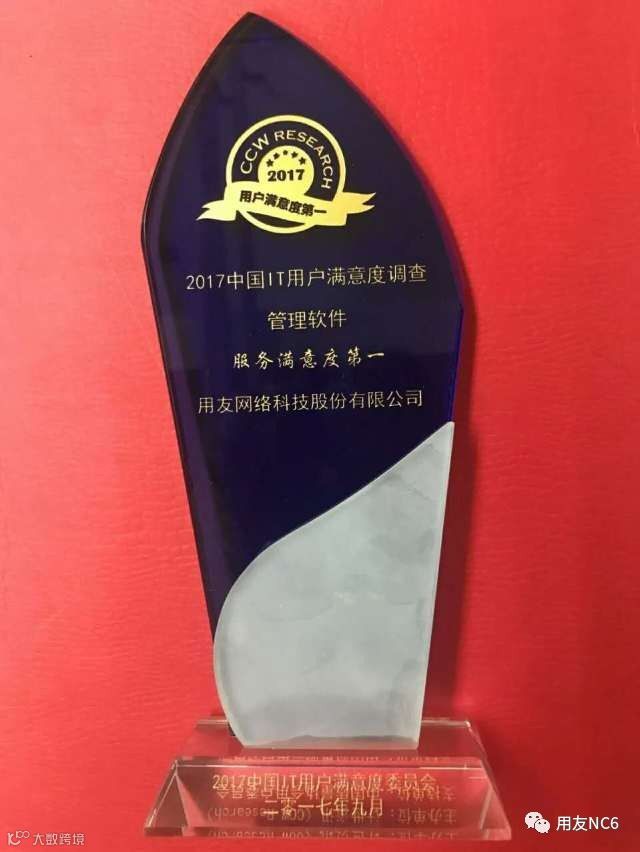 CCW RESEARCH
2017
用户满意度第一
2017中国IT用户满意度调查
管理软件
服务满意度第一
用友网络科技股份有限公司
2017中国IT用户满意度委员会
二零一七年九月
用友NC6
大数跨境